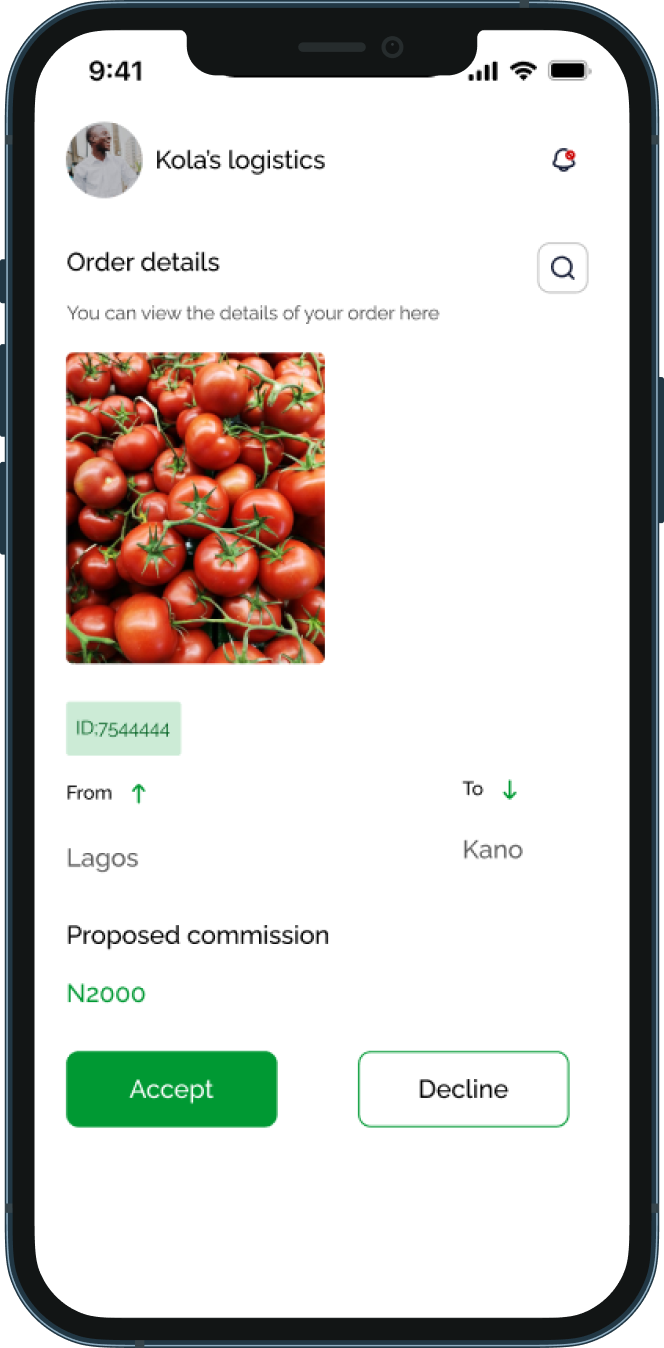 9:41
Kola's logistics
Order details
You can view the details of your order here
ID:7544444
From
To
Lagos
Kano
Proposed commission
N2000
Accept
Decline